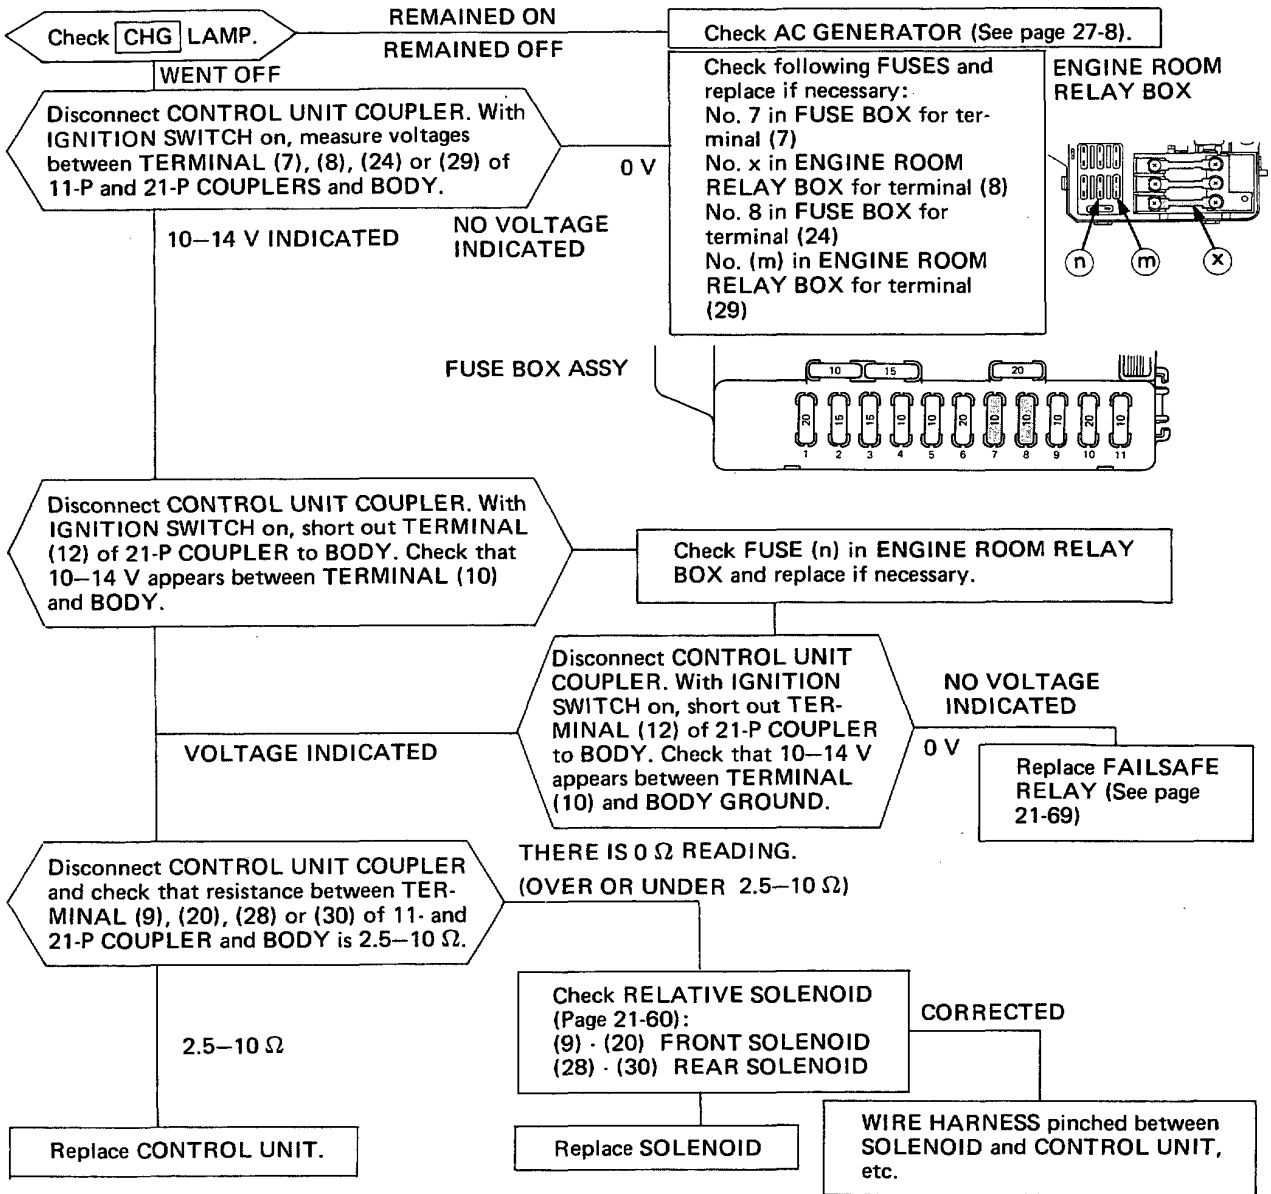 Check CHG LAMP.
REMAINED ON
REMAINED OFF
Check AC GENERATOR (See page 27-8).
WENT OFF
Disconnect CONTROL UNIT COUPLER. With
IGNITION SWITCH on, measure voltages
between TERMINAL (7), (8), (24) or (29) of
11-P and 21-P COUPLERS and BODY.
0 V
Check following FUSES and
replace if necessary:
No. 7 in FUSE BOX for ter-
minal (7)
No. x in ENGINE ROOM
RELAY BOX for terminal (8)
No. 8 in FUSE BOX for
terminal (24)
No. (m) in ENGINE ROOM
RELAY BOX for terminal
(29)
ENGINE ROOM
RELAY BOX
n m x
10–14 V INDICATED
NO VOLTAGE
INDICATED
FUSE BOX ASSY
10 15 20
20 15 15 10 10 20 10 10 10 20 10
1 2 3 4 5 6 7 8 9 10 11
Disconnect CONTROL UNIT COUPLER. With
IGNITION SWITCH on, short out TERMINAL
(12) of 21-P COUPLER to BODY. Check that
10–14 V appears between TERMINAL (10)
and BODY.
Check FUSE (n) in ENGINE ROOM RELAY
BOX and replace if necessary.
Disconnect CONTROL UNIT
COUPLER. With IGNITION
SWITCH on, short out TER-
MINAL (12) of 21-P COUPLER
to BODY. Check that 10–14 V
appears between TERMINAL
(10) and BODY GROUND.
NO VOLTAGE
INDICATED
0 V
VOLTAGE INDICATED
Replace FAILSAFE
RELAY (See page
21-69)
Disconnect CONTROL UNIT COUPLER
and check that resistance between TER-
MINAL (9), (20), (28) or (30) of 11- and
21-P COUPLER and BODY is 2.5–10 Ω.
THERE IS 0 Ω READING.
(OVER OR UNDER 2.5–10 Ω)
2.5–10 Ω
Check RELATIVE SOLENOID
(Page 21-60):
(9) · (20) FRONT SOLENOID
(28) · (30) REAR SOLENOID
CORRECTED
Replace CONTROL UNIT.
Replace SOLENOID
WIRE HARNESS pinched between
SOLENOID and CONTROL UNIT,
etc.